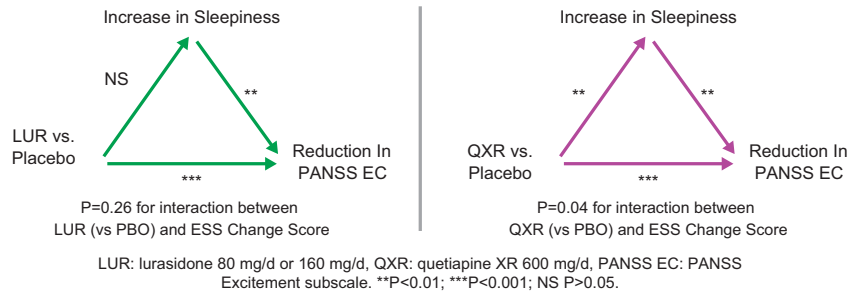 Increase in Sleepiness
NS
**
LUR vs.
Placebo
Reduction In
PANSS EC
***
P=0.26 for interaction between
LUR (vs PBO) and ESS Change Score
Increase in Sleepiness
**
**
QXR vs.
Placebo
Reduction In
PANSS EC
***
P=0.04 for interaction between
QXR (vs PBO) and ESS Change Score
LUR: lurasidone 80 mg/d or 160 mg/d, QXR: quetiapine XR 600 mg/d, PANSS EC: PANSS
Excitement subscale. **P<0.01; ***P<0.001; NS P>0.05.